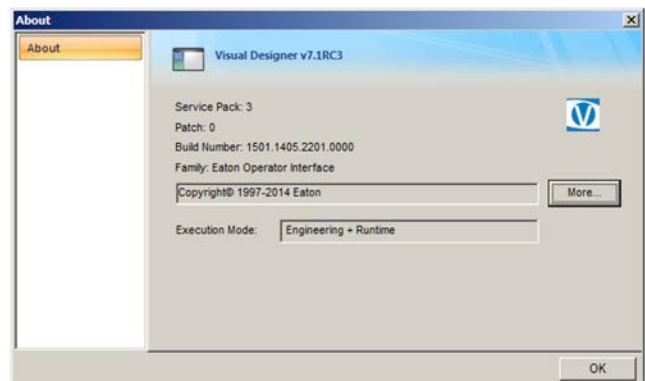 About
About
Visual Designer v7.1RC3
Service Pack: 3
Patch: 0
Build Number: 1501.1405.2201.0000
Family: Eaton Operator Interface
Copyright© 1997-2014 Eaton
More...
Execution Mode: Engineering + Runtime
OK